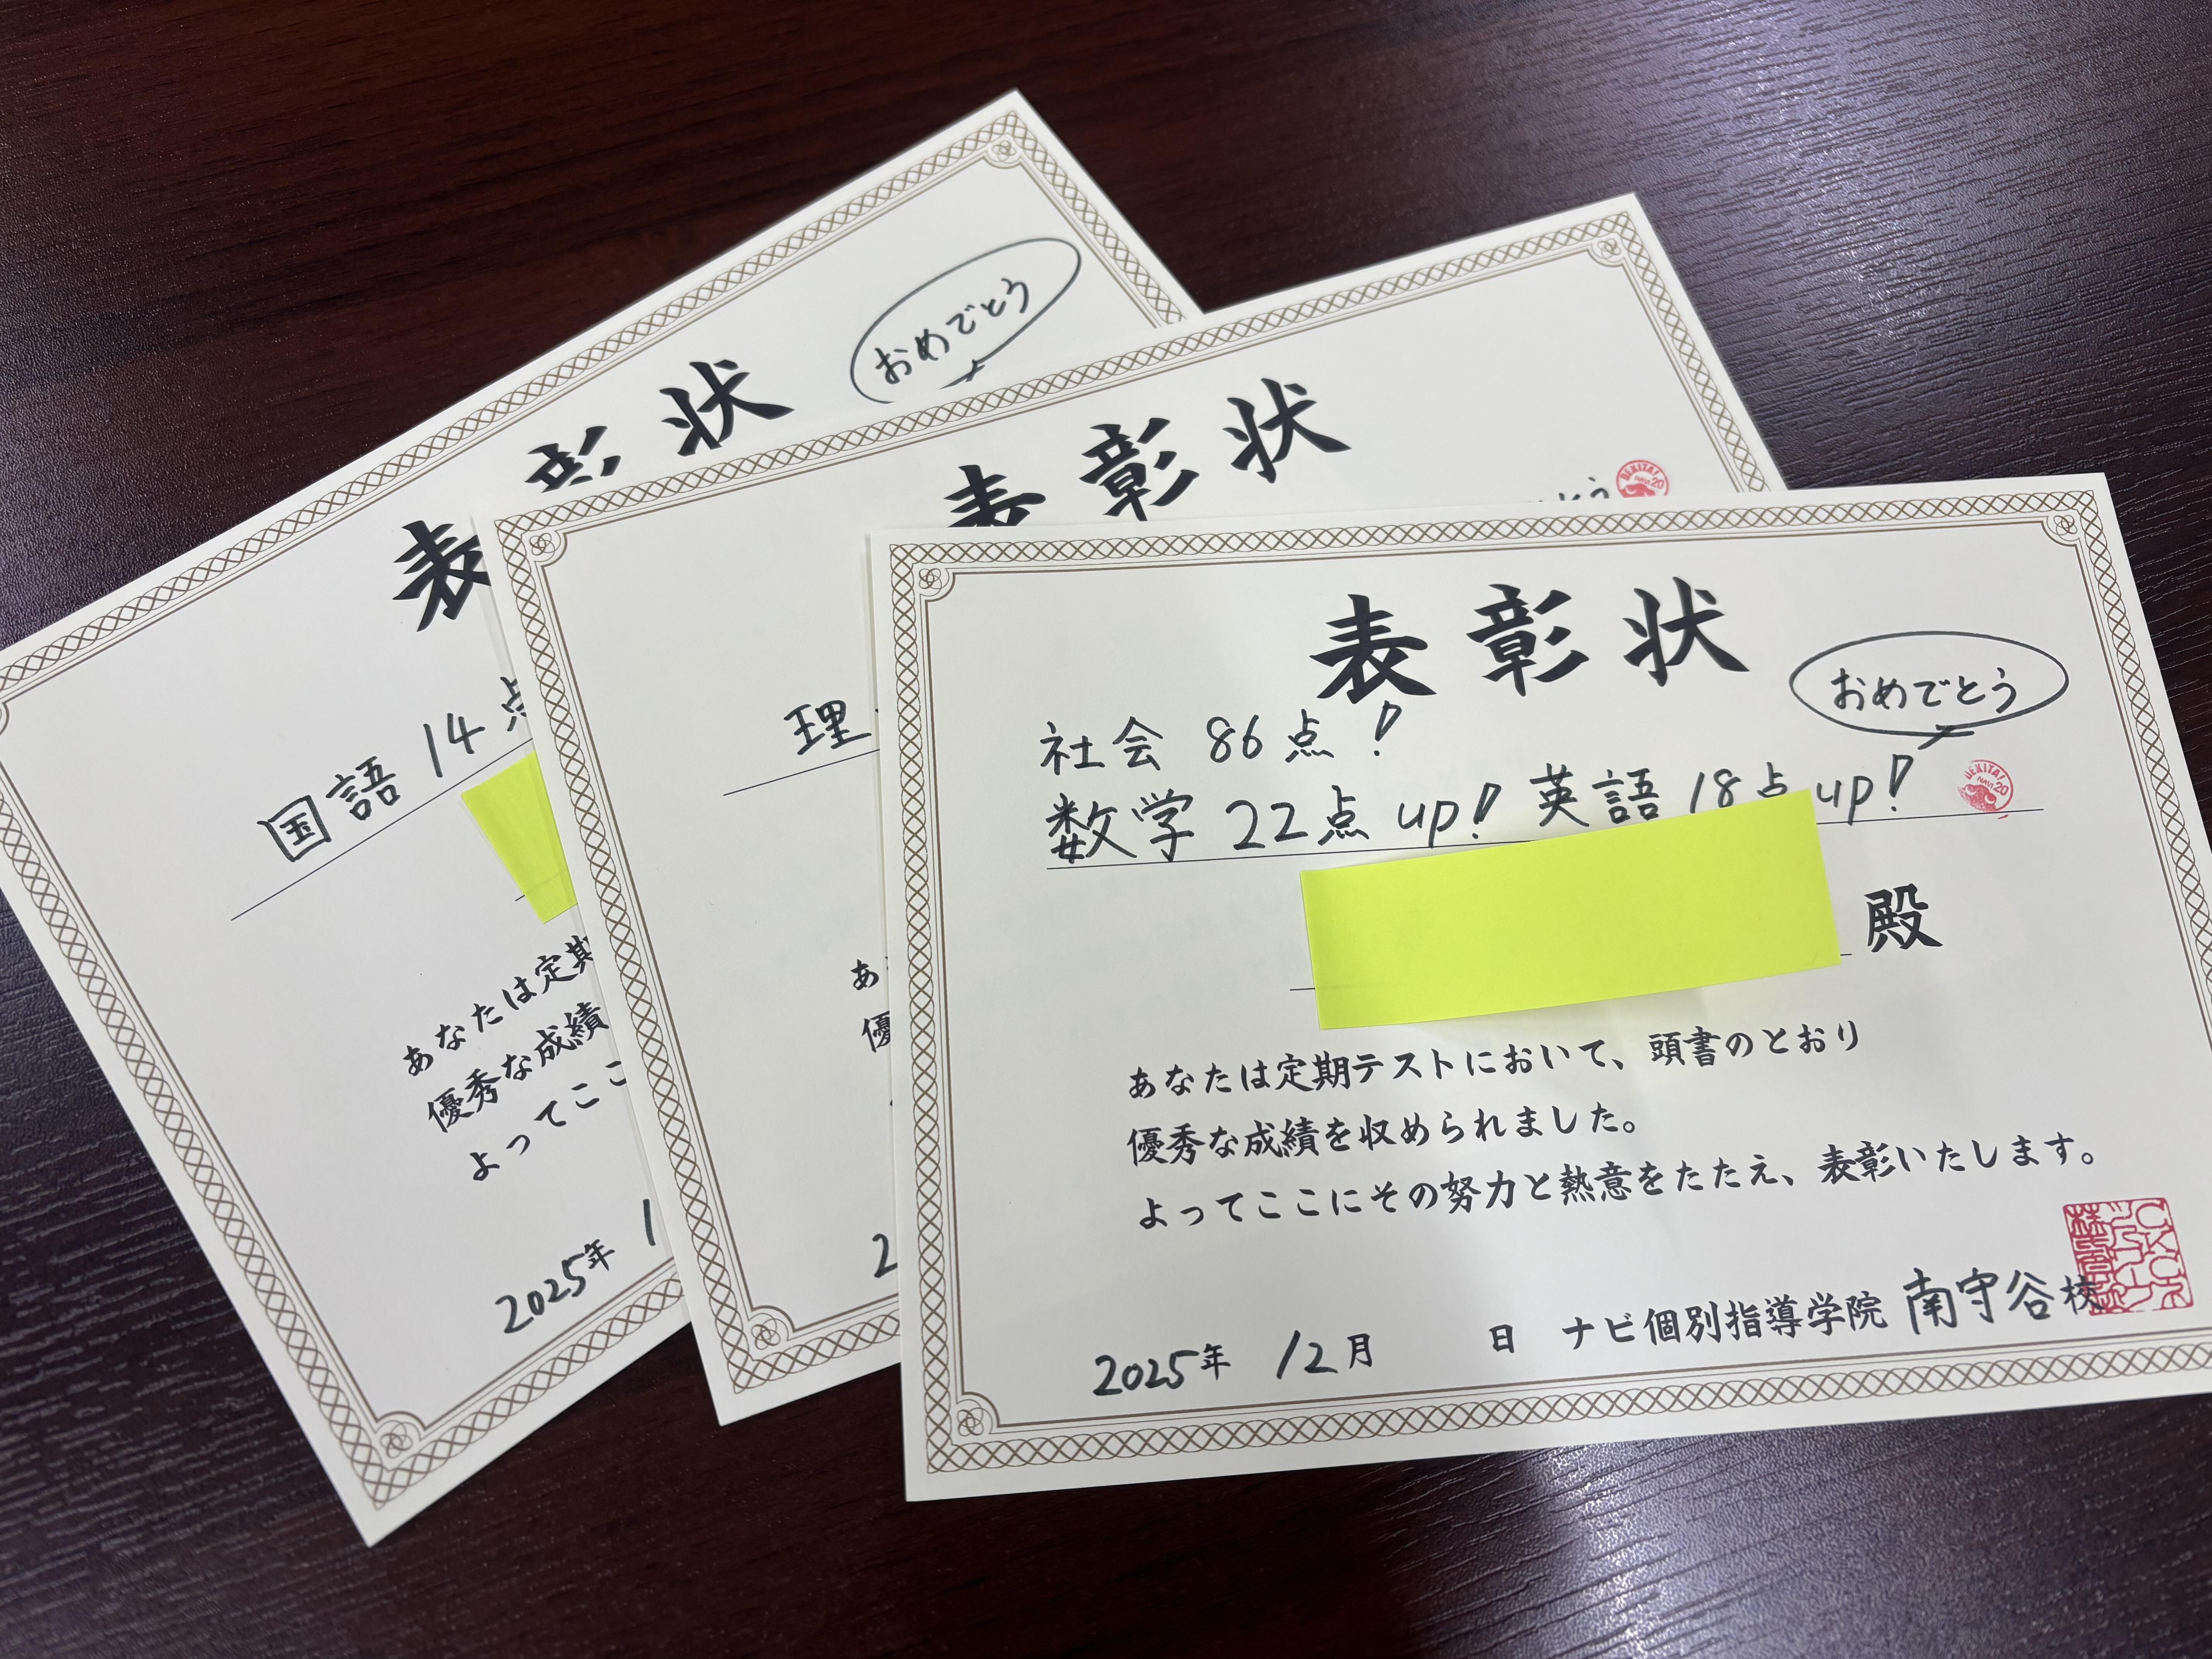 表彰状
おめでとう
国語 14点
あなたは定期
優秀な成績
よってここ
2025年 1
表彰状
とう
理
あ
優
2
表彰状
おめでとう
社会 86点!
数学 22点 up! 英語 18点 up!
殿
あなたは定期テストにおいて、頭書のとおり
優秀な成績を収められました。
よってここにその努力と熱意をたたえ、表彰いたします。
2025年 12月 日 ナビ個別指導学院 南守谷校